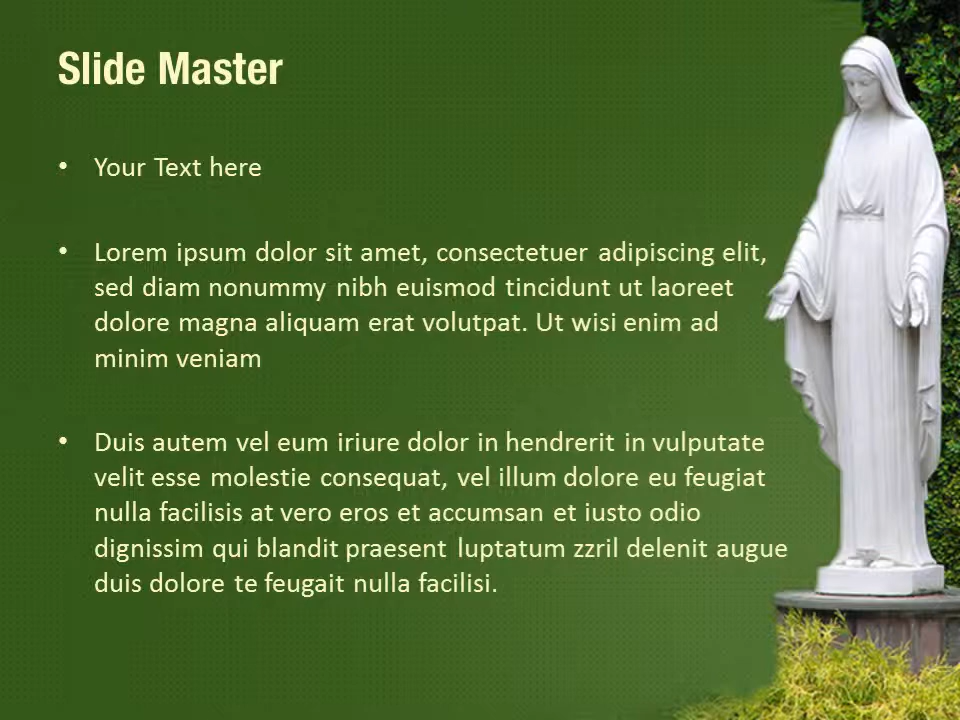 Slide Master
• Your Text here
• Lorem ipsum dolor sit amet, consectetuer adipiscing elit,
sed diam nonummy nibh euismod tincidunt ut laoreet
dolore magna aliquam erat volutpat. Ut wisi enim ad
minim veniam
• Duis autem vel eum iriure dolor in hendrerit in vulputate
velit esse molestie consequat, vel illum dolore eu feugiat
nulla facilisis at vero eros et accumsan et iusto odio
dignissim qui blandit praesent luptatum zzril delenit augue
duis dolore te feugait nulla facilisi.